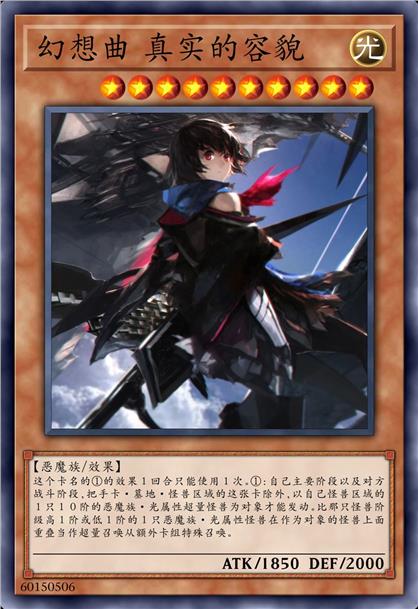 幻想曲 真实的容貌
光
【恶魔族/效果】
这个卡名的①的效果1回合只能使用1次。①:自己主要阶段以及对方
战斗阶段,把手卡·墓地·怪兽区域的这张卡除外,以自己怪兽区域的
1只10阶的恶魔族·光属性超量怪兽为对象才能发动。比那只怪兽阶
级高1阶或低1阶的1只恶魔族·光属性怪兽在作为对象的怪兽上面
重叠当作超量召唤从额外卡组特殊召唤。
ATK/1850 DEF/2000
60150506